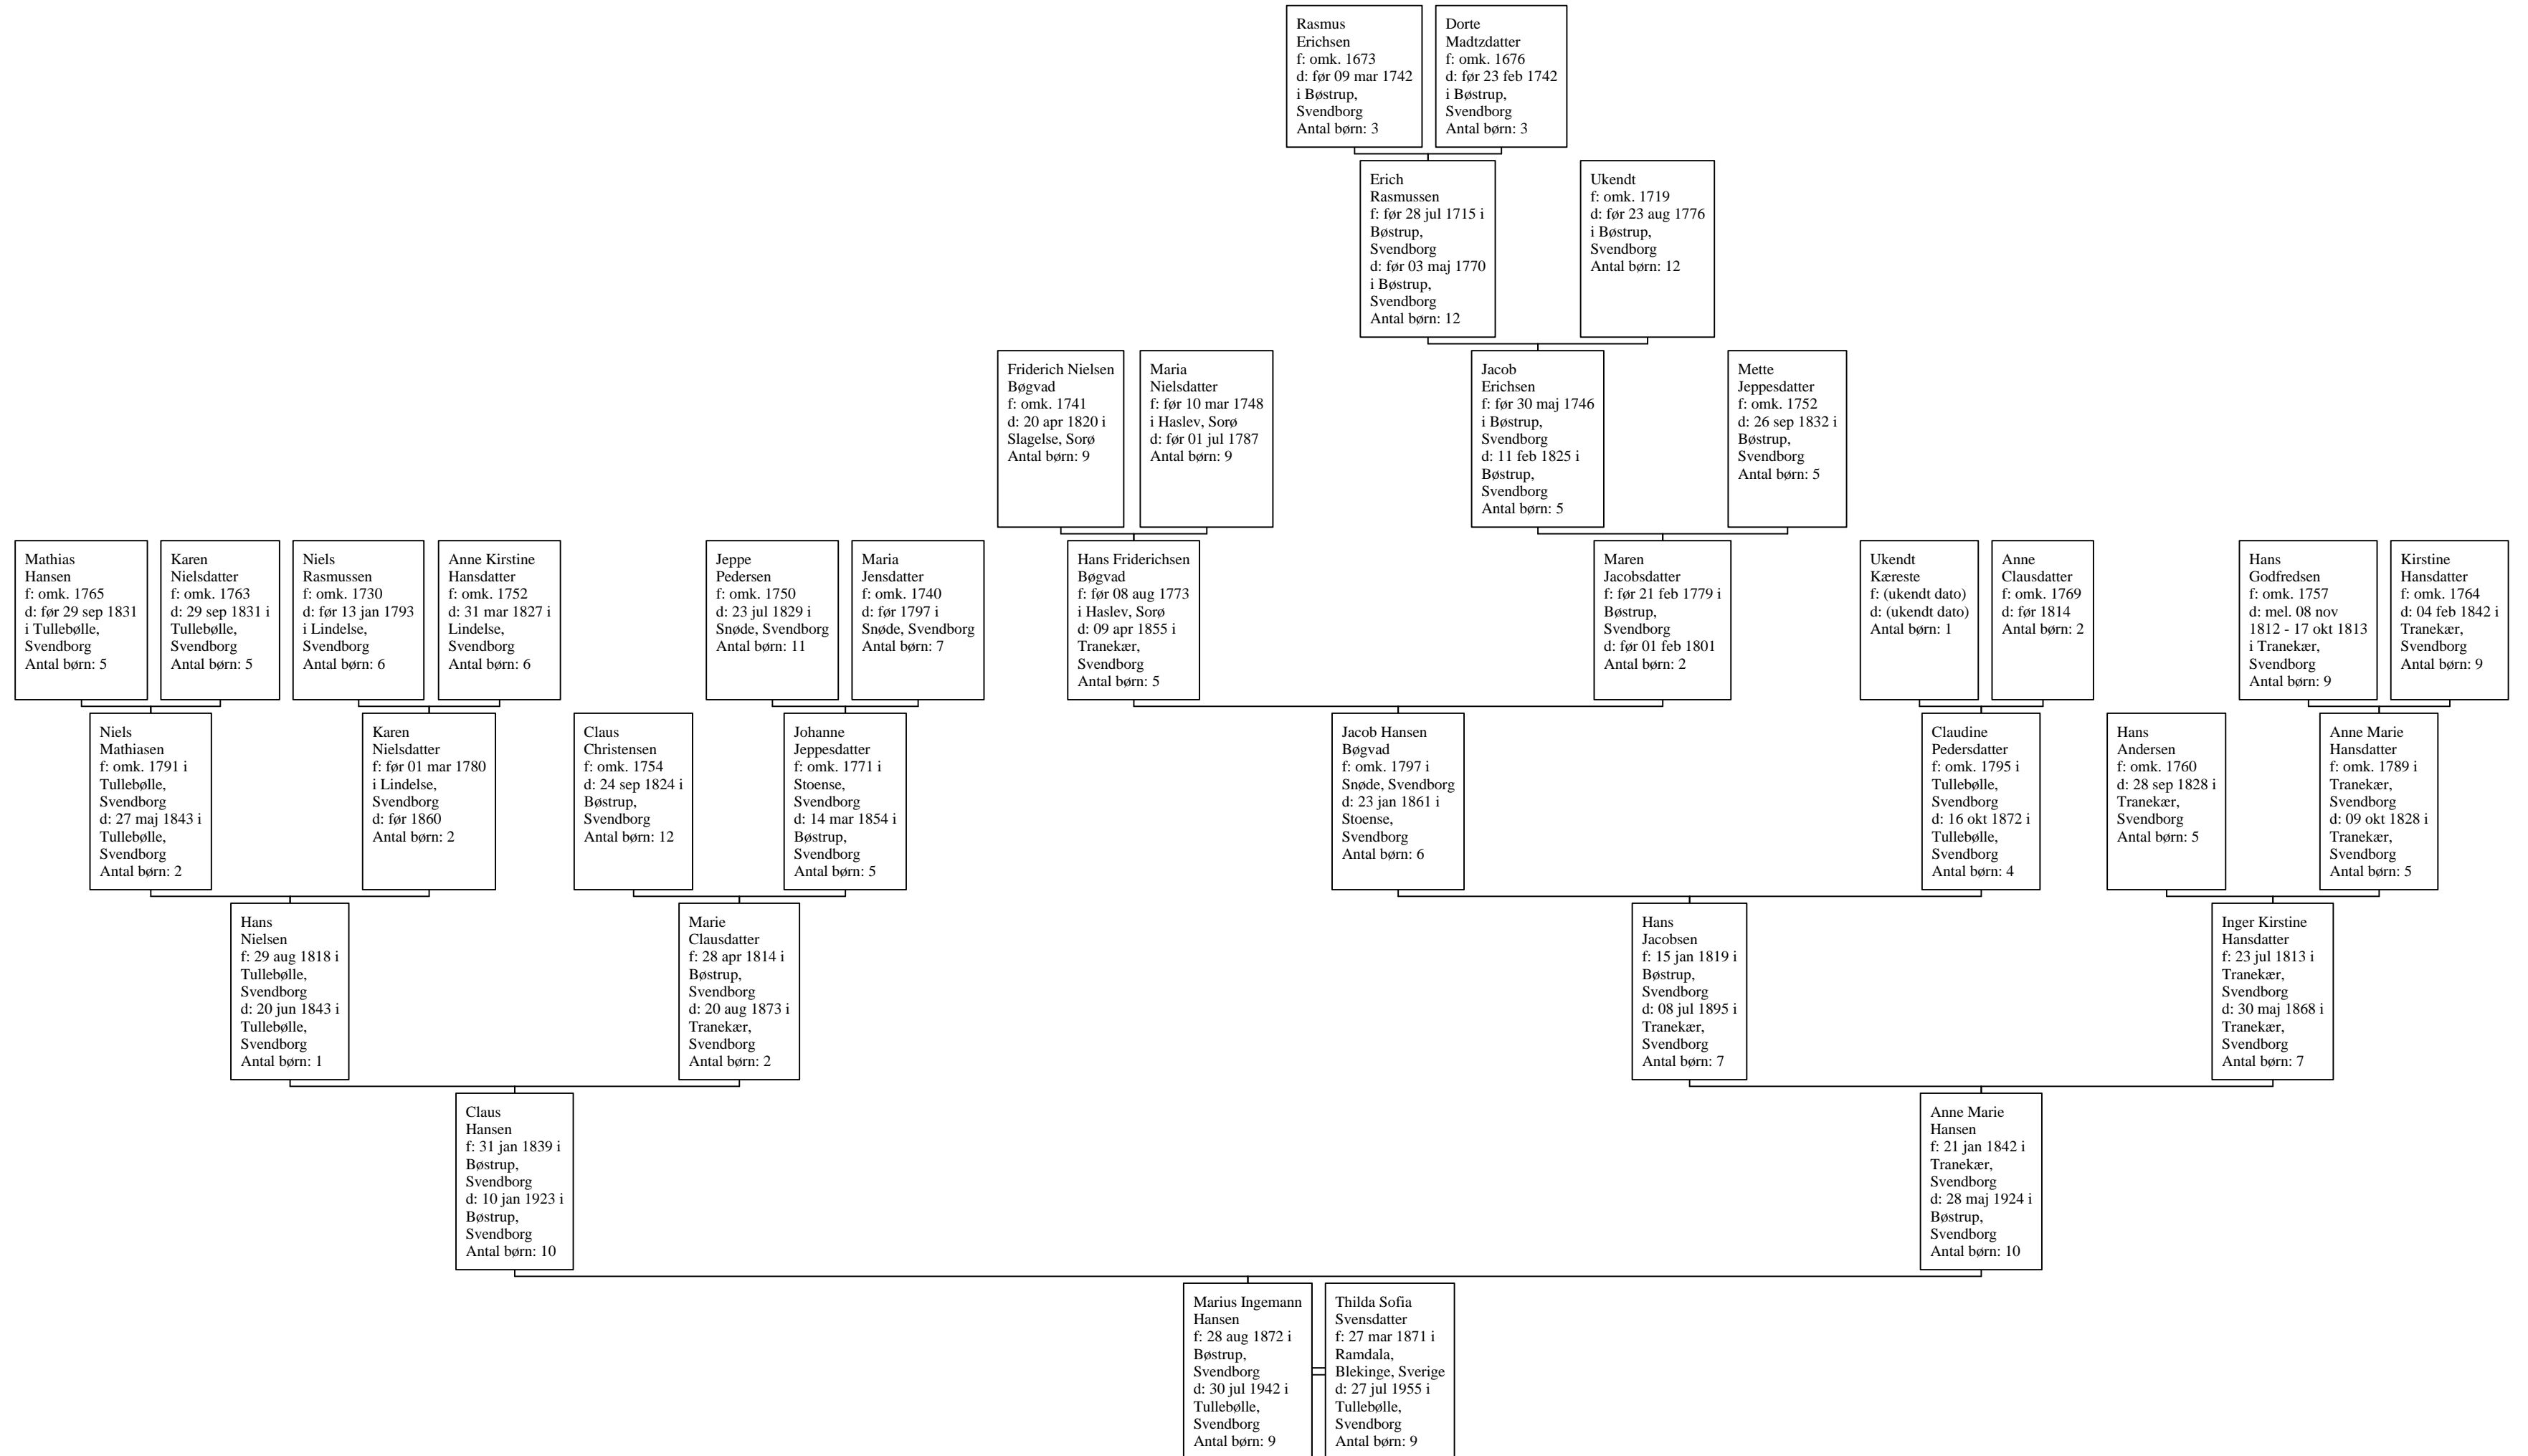 Rasmus
Erichsen
f: omk. 1673
d: før 09 mar 1742
i Bøstrup,
Svendborg
Antal børn: 3
Dorte
Madtzdatter
f: omk. 1676
d: før 23 feb 1742
i Bøstrup,
Svendborg
Antal børn: 3
Erich
Rasmussen
f: før 28 jul 1715 i
Bøstrup,
Svendborg
d: før 03 maj 1770
i Bøstrup,
Svendborg
Antal børn: 12
Ukendt
f: omk. 1719
d: før 23 aug 1776
i Bøstrup,
Svendborg
Antal børn: 12
Friderich Nielsen
Bøgvad
f: omk. 1741
d: 20 apr 1820 i
Slagelse, Sorø
Antal børn: 9
Maria
Nielsdatter
f: før 10 mar 1748
i Haslev, Sorø
d: før 01 jul 1787
Antal børn: 9
Jacob
Erichsen
f: før 30 maj 1746
i Bøstrup,
Svendborg
d: 11 feb 1825 i
Bøstrup,
Svendborg
Antal børn: 5
Mette
Jeppesdatter
f: omk. 1752
d: 26 sep 1832 i
Bøstrup,
Svendborg
Antal børn: 5
Mathias
Hansen
f: omk. 1765
d: før 29 sep 1831
i Tullebølle,
Svendborg
Antal børn: 5
Karen
Nielsdatter
f: omk. 1763
d: 29 sep 1831 i
Tullebølle,
Svendborg
Antal børn: 5
Niels
Rasmussen
f: omk. 1730
d: før 13 jan 1793
i Lindelse,
Svendborg
Antal børn: 6
Anne Kirstine
Hansdatter
f: omk. 1752
d: 31 mar 1827 i
Lindelse,
Svendborg
Antal børn: 6
Jeppe
Pedersen
f: omk. 1750
d: 23 jul 1829 i
Snøde, Svendborg
Antal børn: 11
Maria
Jensdatter
f: omk. 1740
d: før 1797 i
Snøde, Svendborg
Antal børn: 7
Hans Friderichsen
Bøgvad
f: før 08 aug 1773
i Haslev, Sorø
d: 09 apr 1855 i
Tranekær,
Svendborg
Antal børn: 5
Maren
Jacobsdatter
f: før 21 feb 1779 i
Bøstrup,
Svendborg
d: før 01 feb 1801
Antal børn: 2
Ukendt
Kæreste
f: (ukendt dato)
d: (ukendt dato)
Antal børn: 1
Anne
Clausdatter
f: omk. 1769
d: før 1814
Antal børn: 2
Hans
Godfredsen
f: omk. 1757
d: mel. 08 nov
1812 - 17 okt 1813
i Tranekær,
Svendborg
Antal børn: 9
Kirstine
Hansdatter
f: omk. 1764
d: 04 feb 1842 i
Tranekær,
Svendborg
Antal børn: 9
Niels
Mathiasen
f: omk. 1791 i
Tullebølle,
Svendborg
d: 27 maj 1843 i
Tullebølle,
Svendborg
Antal børn: 2
Karen
Nielsdatter
f: før 01 mar 1780
i Lindelse,
Svendborg
d: før 1860
Antal børn: 2
Claus
Christensen
f: omk. 1754
d: 24 sep 1824 i
Bøstrup,
Svendborg
Antal børn: 12
Johanne
Jeppesdatter
f: omk. 1771 i
Stoense,
Svendborg
d: 14 mar 1854 i
Bøstrup,
Svendborg
Antal børn: 5
Jacob Hansen
Bøgvad
f: omk. 1797 i
Snøde, Svendborg
d: 23 jan 1861 i
Stoense,
Svendborg
Antal børn: 6
Claudine
Pedersdatter
f: omk. 1795 i
Tullebølle,
Svendborg
d: 16 okt 1872 i
Tullebølle,
Svendborg
Antal børn: 4
Hans
Andersen
f: omk. 1760
d: 28 sep 1828 i
Tranekær,
Svendborg
Antal børn: 5
Anne Marie
Hansdatter
f: omk. 1789 i
Tranekær,
Svendborg
d: 09 okt 1828 i
Tranekær,
Svendborg
Antal børn: 5
Hans
Nielsen
f: 29 aug 1818 i
Tullebølle,
Svendborg
d: 20 jun 1843 i
Tullebølle,
Svendborg
Antal børn: 1
Marie
Clausdatter
f: 28 apr 1814 i
Bøstrup,
Svendborg
d: 20 aug 1873 i
Tranekær,
Svendborg
Antal børn: 2
Hans
Jacobsen
f: 15 jan 1819 i
Bøstrup,
Svendborg
d: 08 jul 1895 i
Tranekær,
Svendborg
Antal børn: 7
Inger Kirstine
Hansdatter
f: 23 jul 1813 i
Tranekær,
Svendborg
d: 30 maj 1868 i
Tranekær,
Svendborg
Antal børn: 7
Claus
Hansen
f: 31 jan 1839 i
Bøstrup,
Svendborg
d: 10 jan 1923 i
Bøstrup,
Svendborg
Antal børn: 10
Anne Marie
Hansen
f: 21 jan 1842 i
Tranekær,
Svendborg
d: 28 maj 1924 i
Bøstrup,
Svendborg
Antal børn: 10
Marius Ingemann
Hansen
f: 28 aug 1872 i
Bøstrup,
Svendborg
d: 30 jul 1942 i
Tullebølle,
Svendborg
Antal børn: 9
Thilda Sofia
Svensdatter
f: 27 mar 1871 i
Ramdala,
Blekinge, Sverige
d: 27 jul 1955 i
Tullebølle,
Svendborg
Antal børn: 9